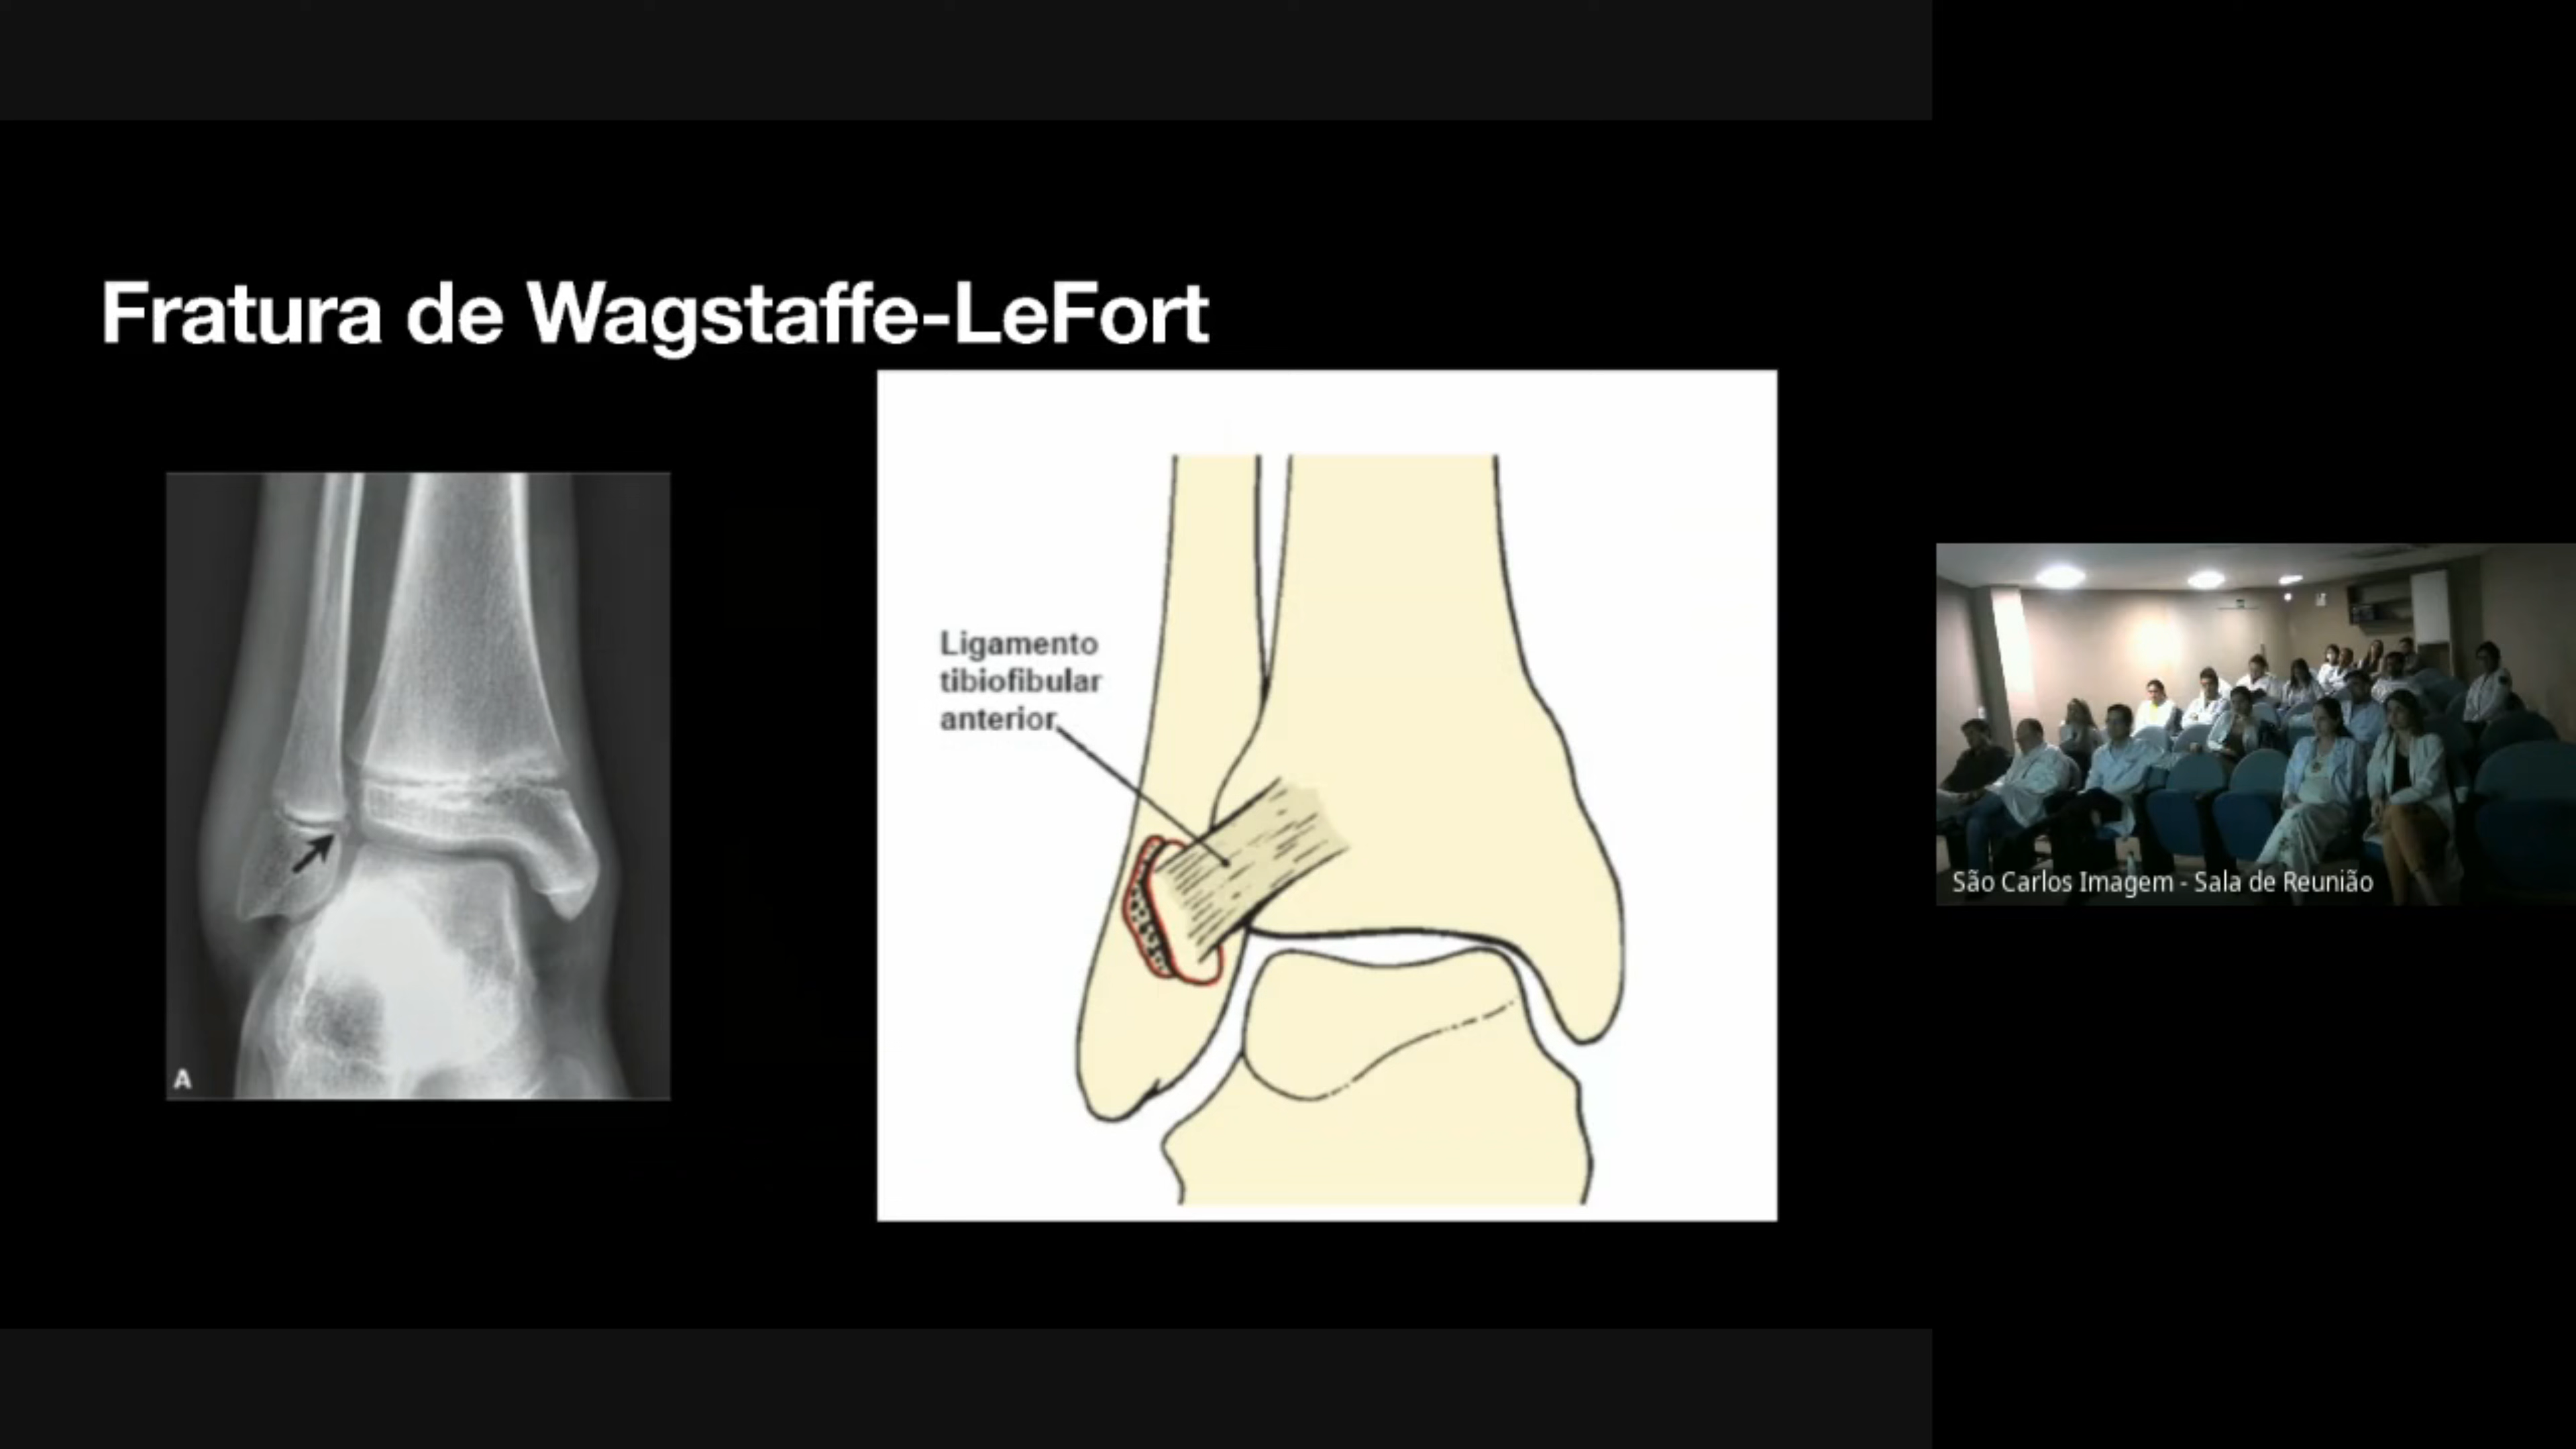 Fratura de Wagstaffe-LeFort
Ligamento
tibiofibular
anterior
A
São Carlos Imagem - Sala de Reunião